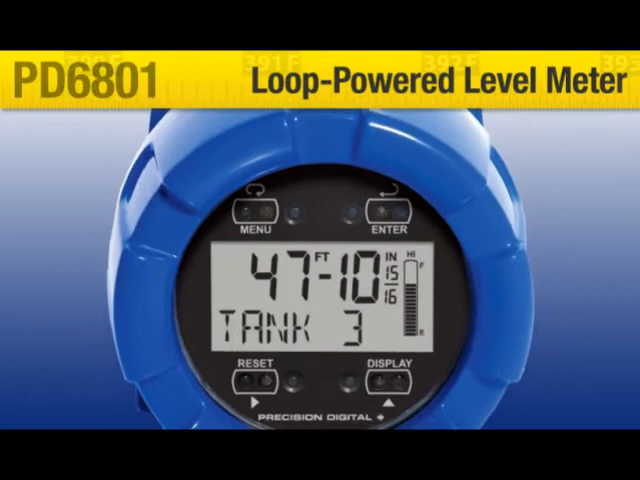 PD6801 Loop-Powered Level Meter
MENU ENTER
47 FT -10 15/16 IN HI F
TANK 3 E
RESET DISPLAY
PRECISION DIGITAL